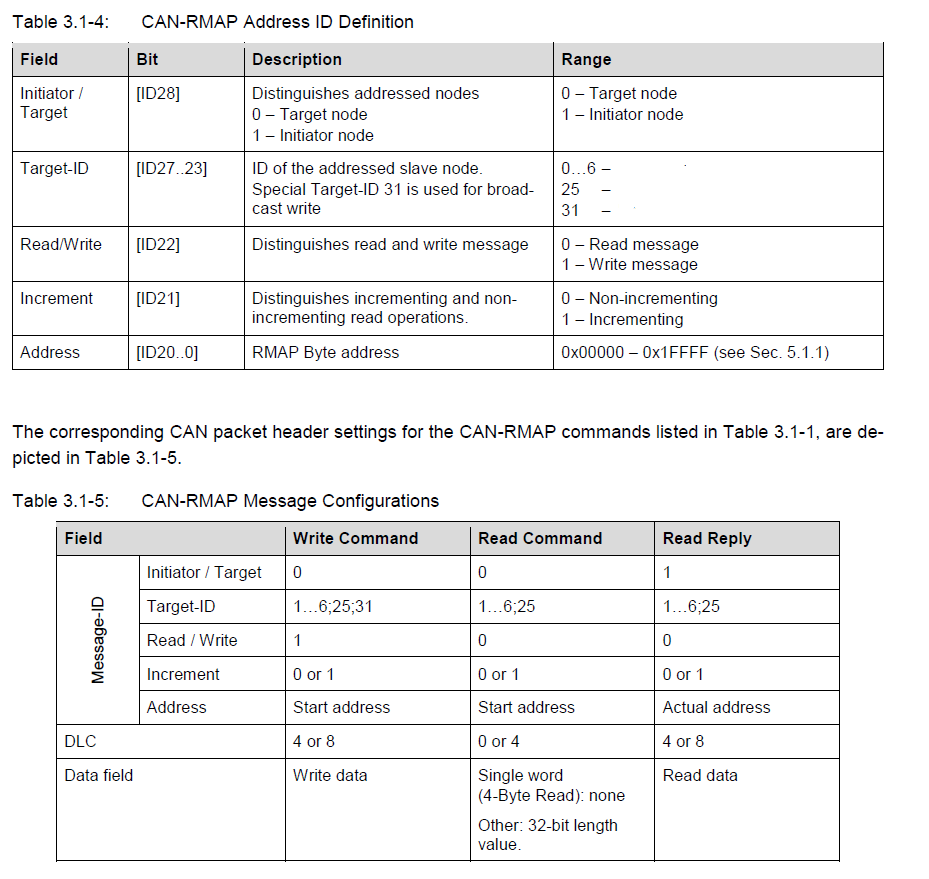 Table 3.1-4: CAN-RMAP Address ID Definition
Field Bit Description Range
Initiator / [ID28] Distinguishes addressed nodes 0 – Target node
Target 0 – Target node 1 – Initiator node
1 – Initiator node
Target-ID [ID27..23] ID of the addressed slave node. 0…6 –
Special Target-ID 31 is used for broad- 25 –
cast write 31 –
Read/Write [ID22] Distinguishes read and write message 0 – Read message
1 – Write message
Increment [ID21] Distinguishes incrementing and non- 0 – Non-incrementing
incrementing read operations. 1 – Incrementing
Address [ID20..0] RMAP Byte address 0x00000 – 0x1FFFF (see Sec. 5.1.1)
The corresponding CAN packet header settings for the CAN-RMAP commands listed in Table 3.1-1, are de-
picted in Table 3.1-5.
Table 3.1-5: CAN-RMAP Message Configurations
Field Write Command Read Command Read Reply
Message-ID
Initiator / Target 0 0 1
Target-ID 1…6;25;31 1…6;25 1…6;25
Read / Write 1 0 0
Increment 0 or 1 0 or 1 0 or 1
Address Start address Start address Actual address
DLC 4 or 8 0 or 4 4 or 8
Data field Write data Single word Read data
(4-Byte Read): none
Other: 32-bit length
value.